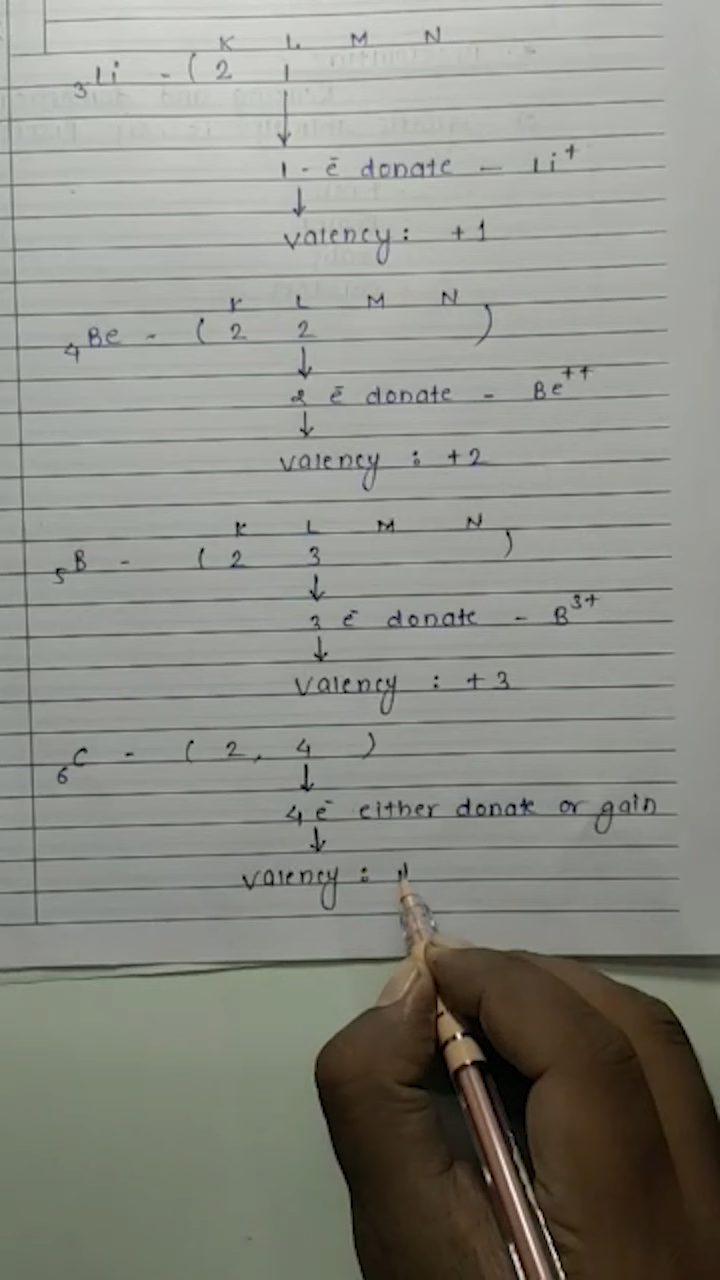 K L M N
3Li - ( 2 1
↓
1 - ē donate - Li⁺
↓
valency : +1
K L M N
4Be - ( 2 2 )
↓
2 ē donate - Be⁺⁺
↓
valency : +2
K L M N
5B - ( 2 3 )
↓
3 ē donate - B³⁺
↓
valency : +3
6C - ( 2, 4 )
↓
4 ē either donate or gain
↓
valency :